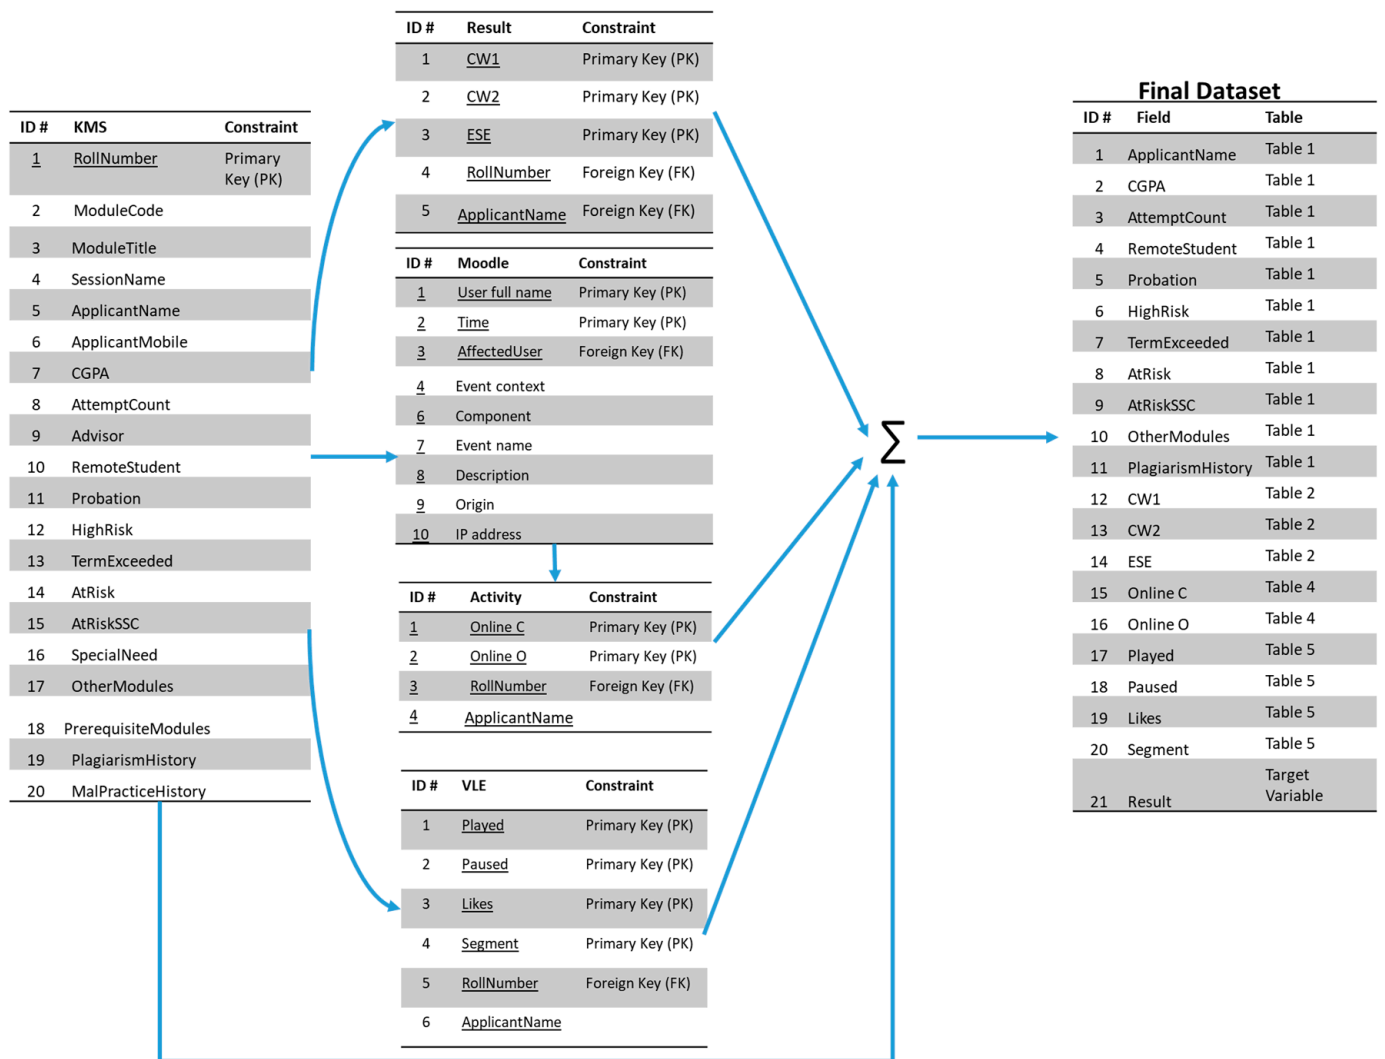 ID # KMS Constraint
1 RollNumber Primary
Key (PK)
2 ModuleCode
3 ModuleTitle
4 SessionName
5 ApplicantName
6 ApplicantMobile
7 CGPA
8 AttemptCount
9 Advisor
10 RemoteStudent
11 Probation
12 HighRisk
13 TermExceeded
14 AtRisk
15 AtRiskSSC
16 SpecialNeed
17 OtherModules
18 PrerequisiteModules
19 PlagiarismHistory
20 MalPracticeHistory
ID # Result Constraint
1 CW1 Primary Key (PK)
2 CW2 Primary Key (PK)
3 ESE Primary Key (PK)
4 RollNumber Foreign Key (FK)
5 ApplicantName Foreign Key (FK)
ID # Moodle Constraint
1 User full name Primary Key (PK)
2 Time Primary Key (PK)
3 AffectedUser Foreign Key (FK)
4 Event context
6 Component
7 Event name
8 Description
9 Origin
10 IP address
ID # Activity Constraint
1 Online C Primary Key (PK)
2 Online O Primary Key (PK)
3 RollNumber Foreign Key (FK)
4 ApplicantName
ID # VLE Constraint
1 Played Primary Key (PK)
2 Paused Primary Key (PK)
3 Likes Primary Key (PK)
4 Segment Primary Key (PK)
5 RollNumber Foreign Key (FK)
6 ApplicantName
∑
Final Dataset
ID # Field Table
1 ApplicantName Table 1
2 CGPA Table 1
3 AttemptCount Table 1
4 RemoteStudent Table 1
5 Probation Table 1
6 HighRisk Table 1
7 TermExceeded Table 1
8 AtRisk Table 1
9 AtRiskSSC Table 1
10 OtherModules Table 1
11 PlagiarismHistory Table 1
12 CW1 Table 2
13 CW2 Table 2
14 ESE Table 2
15 Online C Table 4
16 Online O Table 4
17 Played Table 5
18 Paused Table 5
19 Likes Table 5
20 Segment Table 5
Target
Variable
21 Result